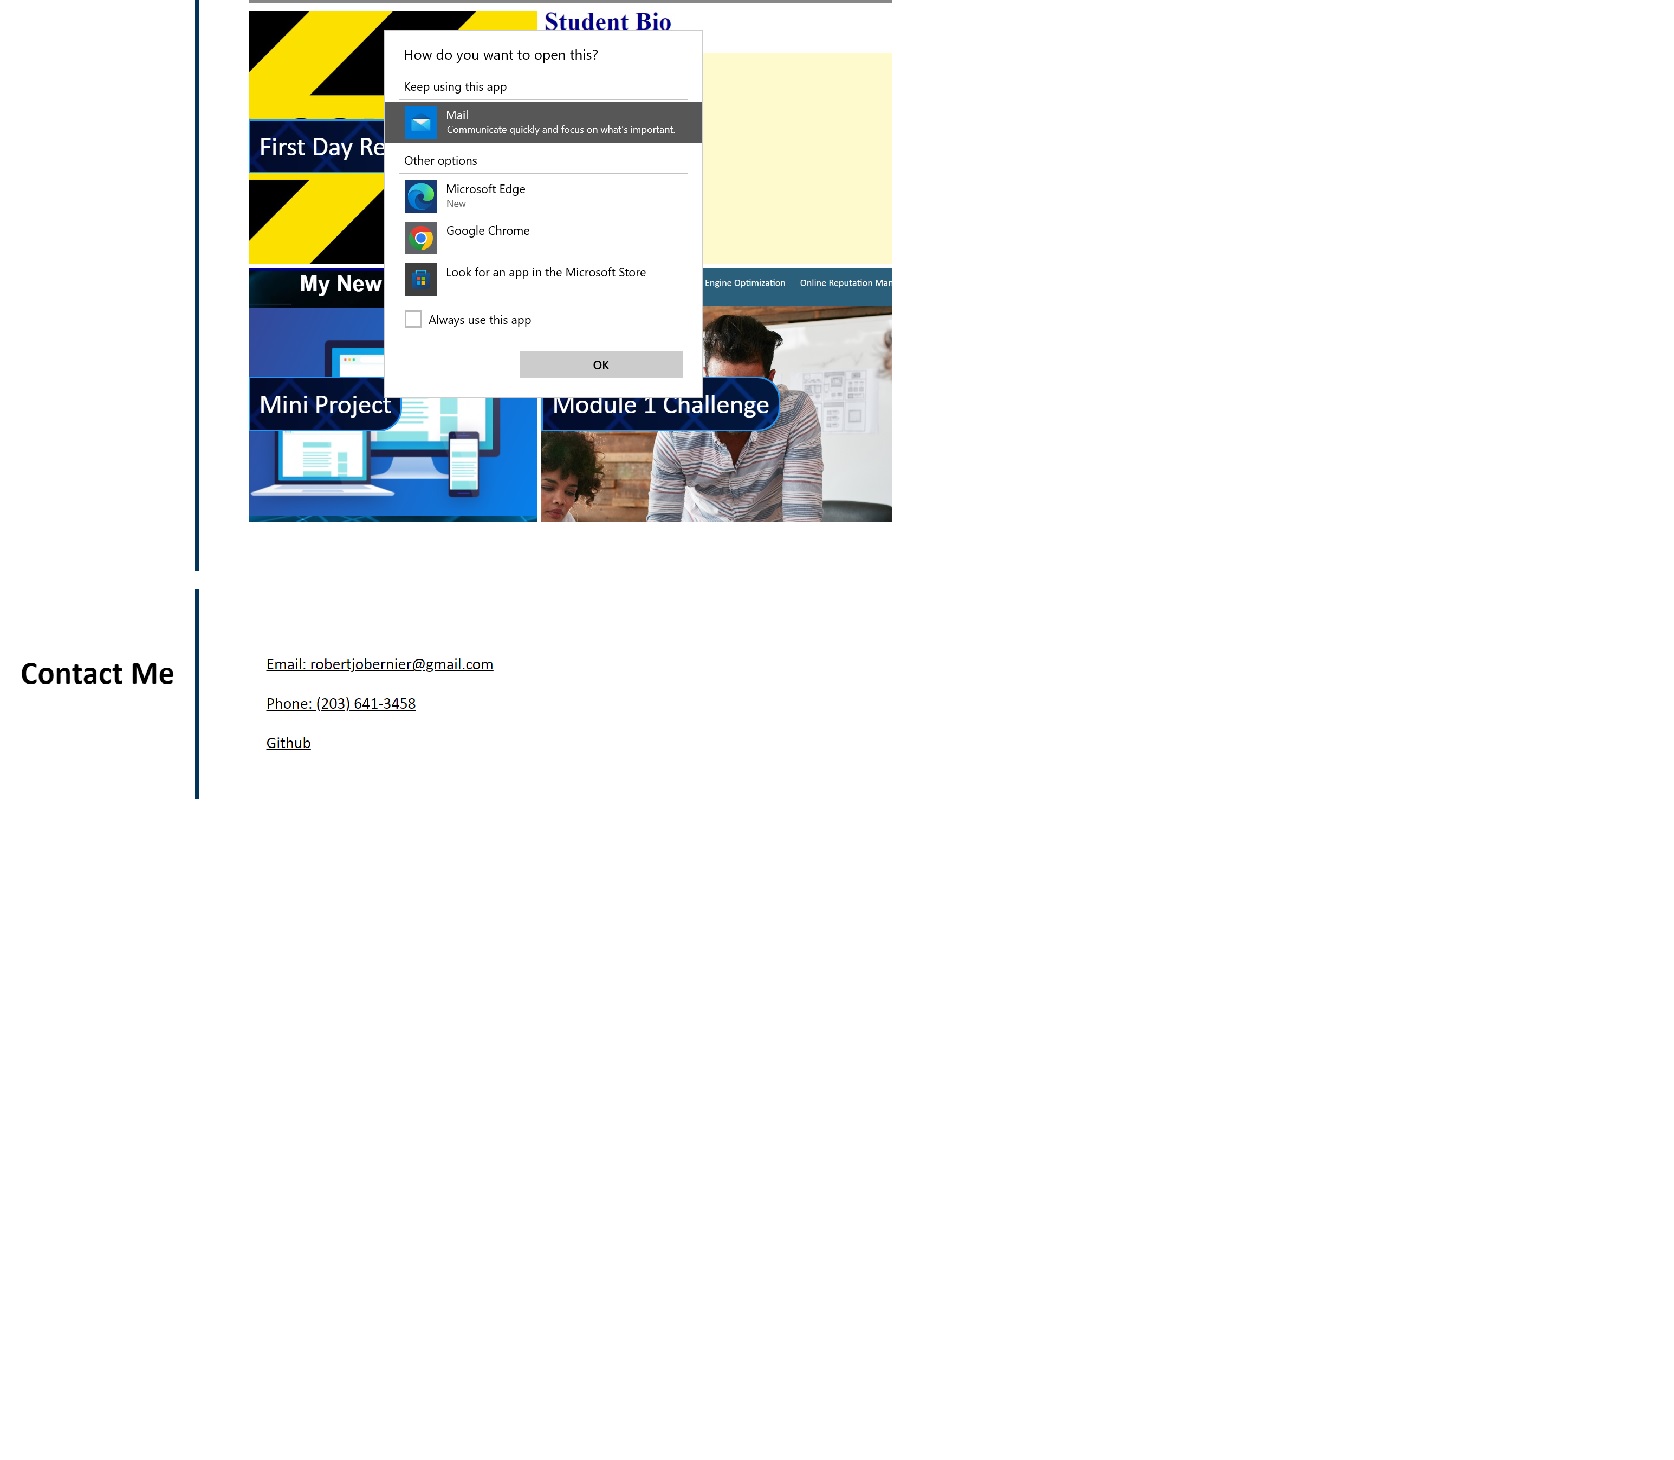 Student Bio
How do you want to open this?
Keep using this app
Mail
Communicate quickly and focus on what's important.
First Day Re
Other options
Microsoft Edge
New
Google Chrome
Look for an app in the Microsoft Store
My New
Engine Optimization Online Reputation Man
Always use this app
OK
Mini Project
Module 1 Challenge
Contact Me
Email: robertjobernier@gmail.com
Phone: (203) 641-3458
Github